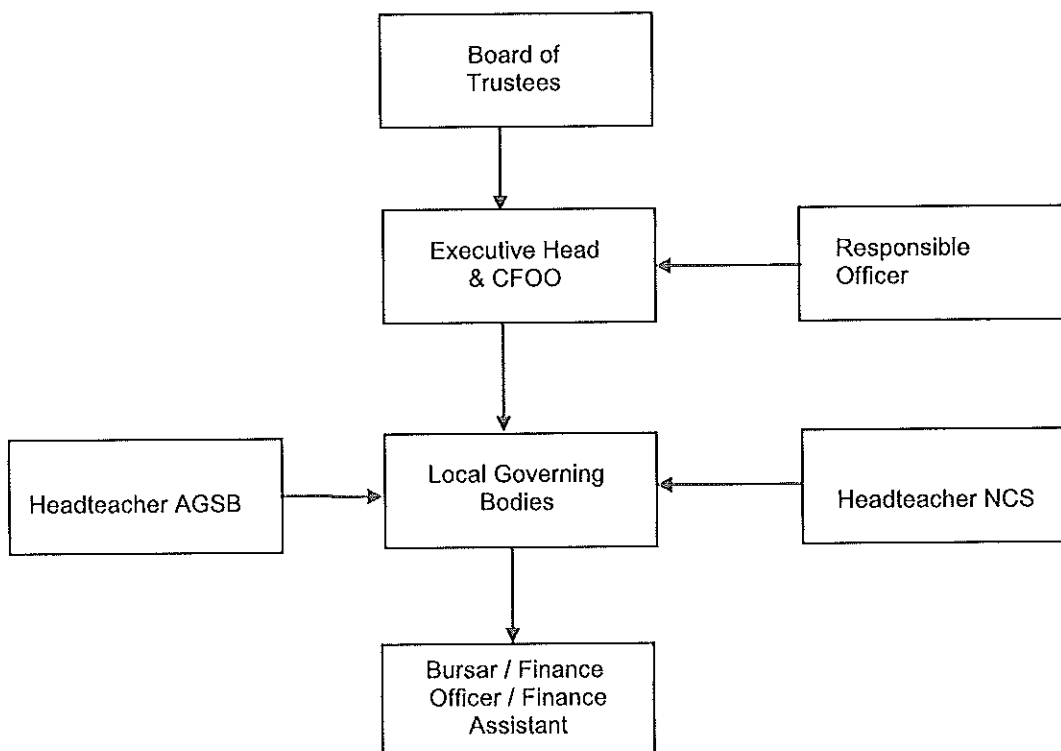 Board of
Trustees
Executive Head
& CFOO
Responsible
Officer
Headteacher AGSB
Local Governing
Bodies
Headteacher NCS
Bursar / Finance
Officer / Finance
Assistant